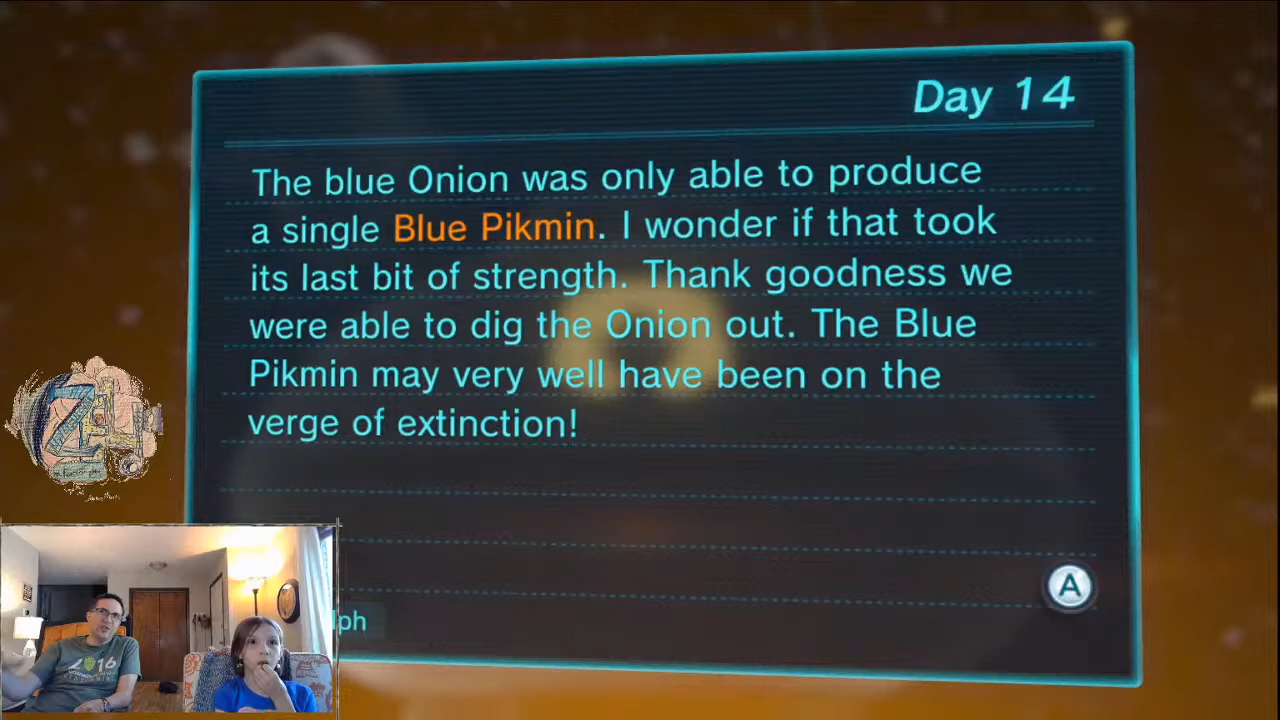 Day 14
The blue Onion was only able to produce
a single Blue Pikmin. I wonder if that took
its last bit of strength. Thank goodness we
were able to dig the Onion out. The Blue
Pikmin may very well have been on the
verge of extinction!
A
lph
16